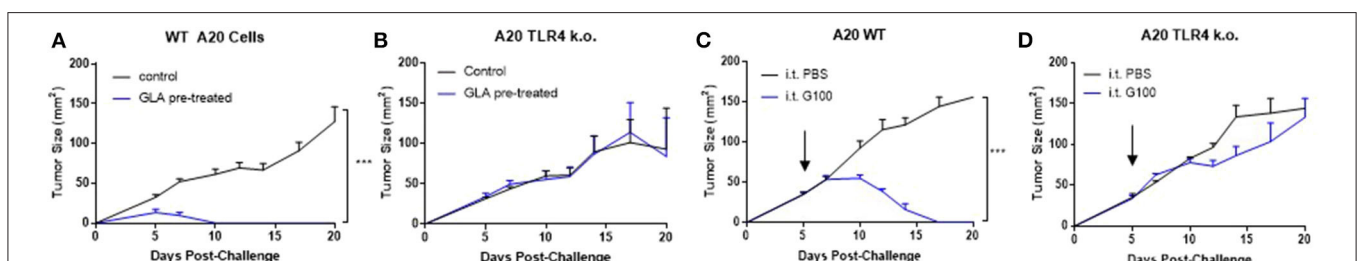 A
WT A20 Cells
control
GLA pre-treated
Tumor Size (mm²)
200
150
100
50
0
0 5 10 15 20
Days Post-Challenge
***
B
A20 TLR4 k.o.
Control
GLA pre-treated
Tumor Size (mm²)
200
150
100
50
0
0 5 10 15 20
Days Post-Challenge
C
A20 WT
i.t. PBS
i.t. G100
Tumor Size (mm²)
200
150
100
50
0
0 5 10 15 20
Days Post-Challenge
***
D
A20 TLR4 k.o.
i.t. PBS
i.t. G100
Tumor Size (mm²)
200
150
100
50
0
0 5 10 15 20
Days Post-Challenge